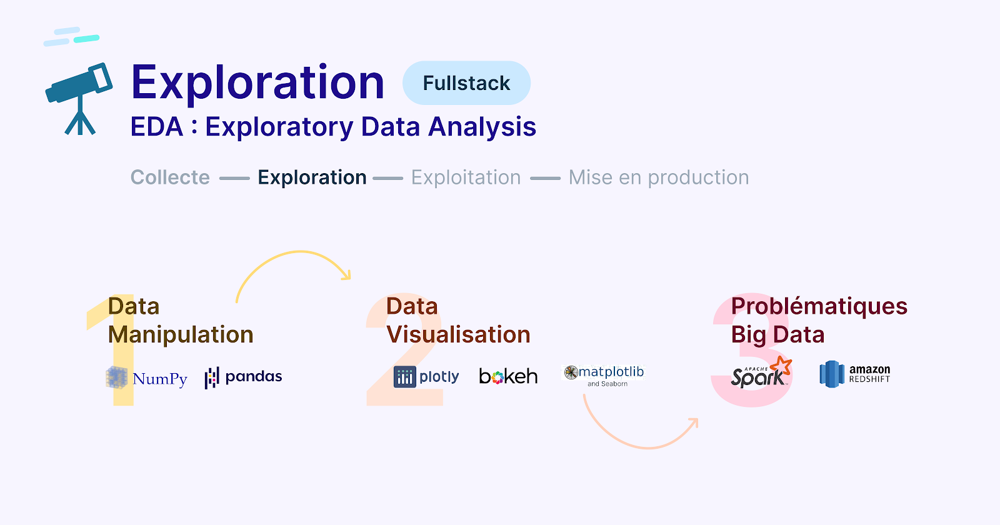 Exploration
Fullstack
EDA : Exploratory Data Analysis
Collecte — Exploration — Exploitation — Mise en production
1
Data
Manipulation
NumPy
pandas
2
Data
Visualisation
plotly
bokeh
matplotlib
and Seaborn
3
Problématiques
Big Data
APACHE
Spark™
amazon
REDSHIFT